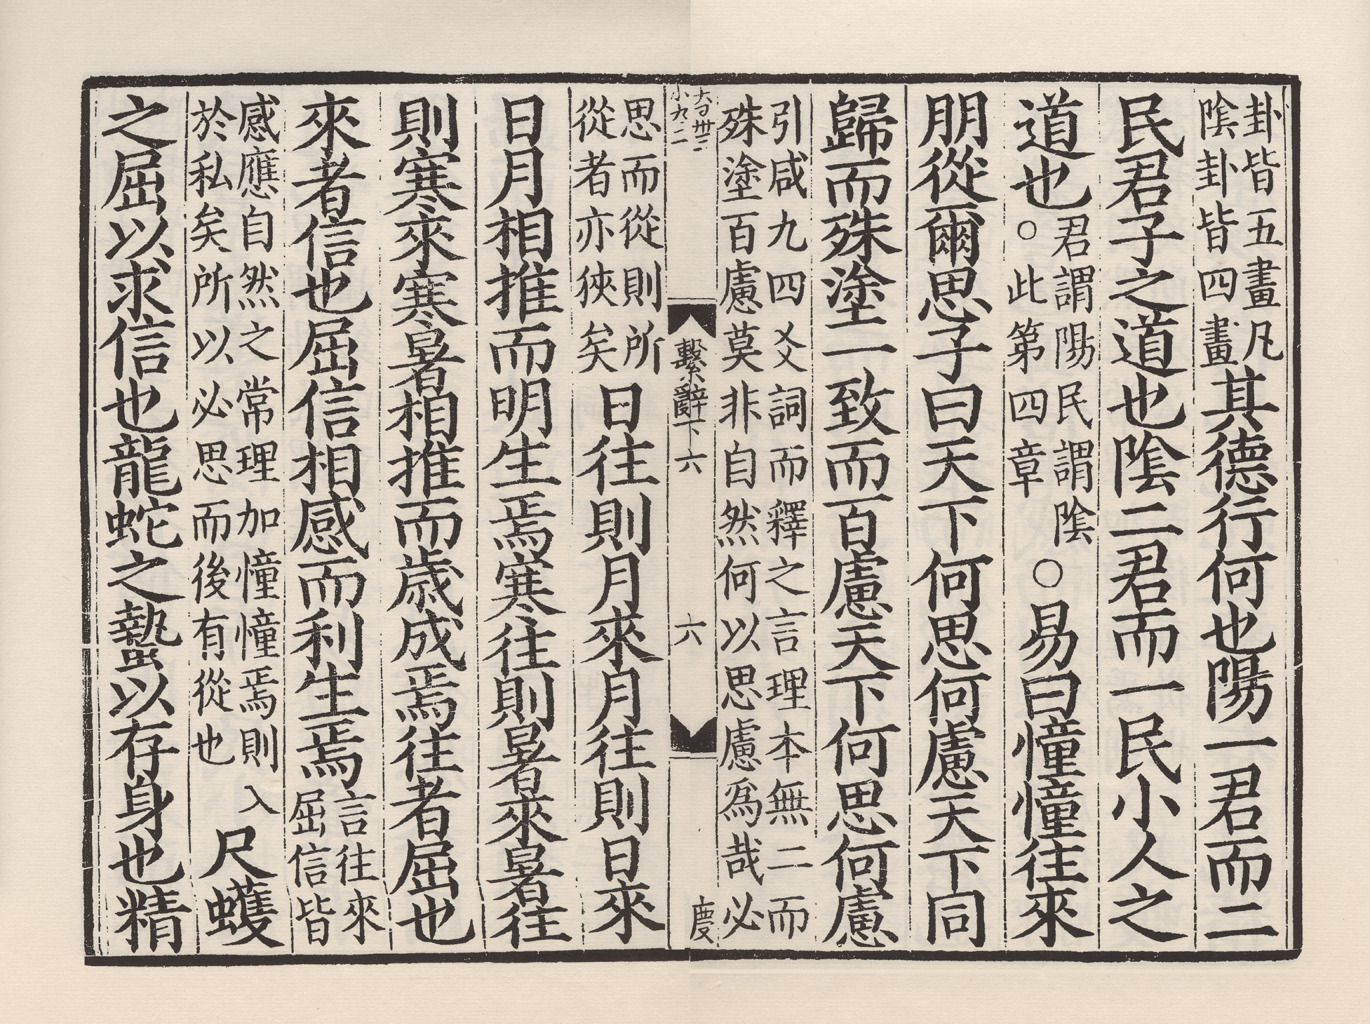 卦皆五畫凡
陰卦皆四畫
其德行何也陽一君而二
民君子之道也陰二君而一民小人之
道也
君謂陽民謂陰
○此第四章
○易曰憧憧往來
朋從爾思子曰天下何思何慮天下同
歸而殊塗一致而百慮天下何思何慮
引咸九四爻詞而釋之言理本無二而
殊塗百慮莫非自然何以思慮爲哉必
大百卅二
小九二
繫辭下六
六
慶
思而從則所
從者亦狹矣
日往則月來月往則日來
日月相推而明生焉寒往則暑來暑往
則寒來寒暑相推而歲成焉往者屈也
來者信也屈信相感而利生焉
言往來
屈信皆
感應自然之常理加憧憧焉則入
於私矣所以必思而後有從也
尺蠖
之屈以求信也龍蛇之蟄以存身也精